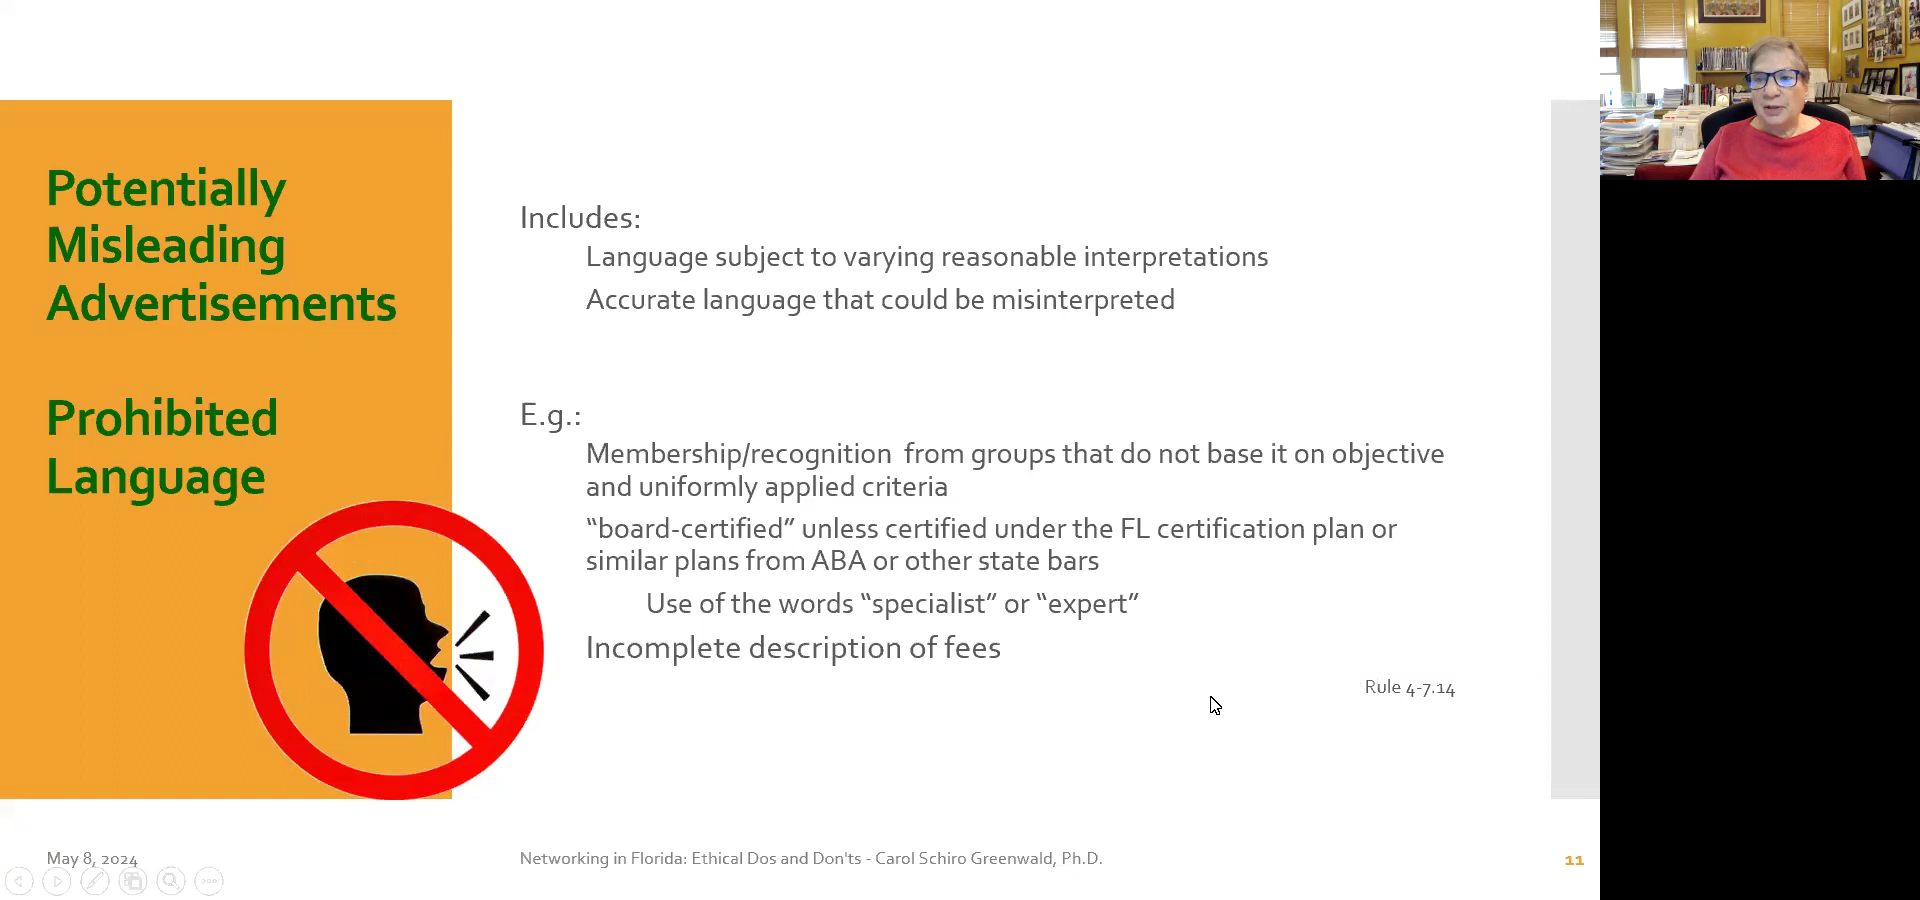 Potentially
Misleading
Advertisements
Prohibited
Language
Includes:
Language subject to varying reasonable interpretations
Accurate language that could be misinterpreted
E.g.:
Membership/recognition from groups that do not base it on objective
and uniformly applied criteria
“board-certified” unless certified under the FL certification plan or
similar plans from ABA or other state bars
Use of the words “specialist” or “expert”
Incomplete description of fees
Rule 4-7.14
May 8, 2024
Networking in Florida: Ethical Dos and Don'ts - Carol Schiro Greenwald, Ph.D.
11